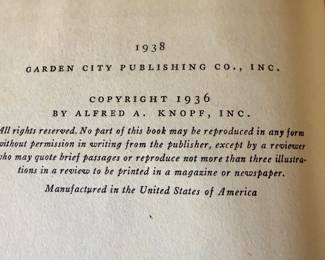 1938
GARDEN CITY PUBLISHING CO., INC.
COPYRIGHT 1936
BY ALFRED A. KNOPF, INC.
All rights reserved. No part of this book may be reproduced in any form
without permission in writing from the publisher, except by a reviewer
who may quote brief passages or reproduce not more than three illustra-
tions in a review to be printed in a magazine or newspaper.
Manufactured in the United States of America